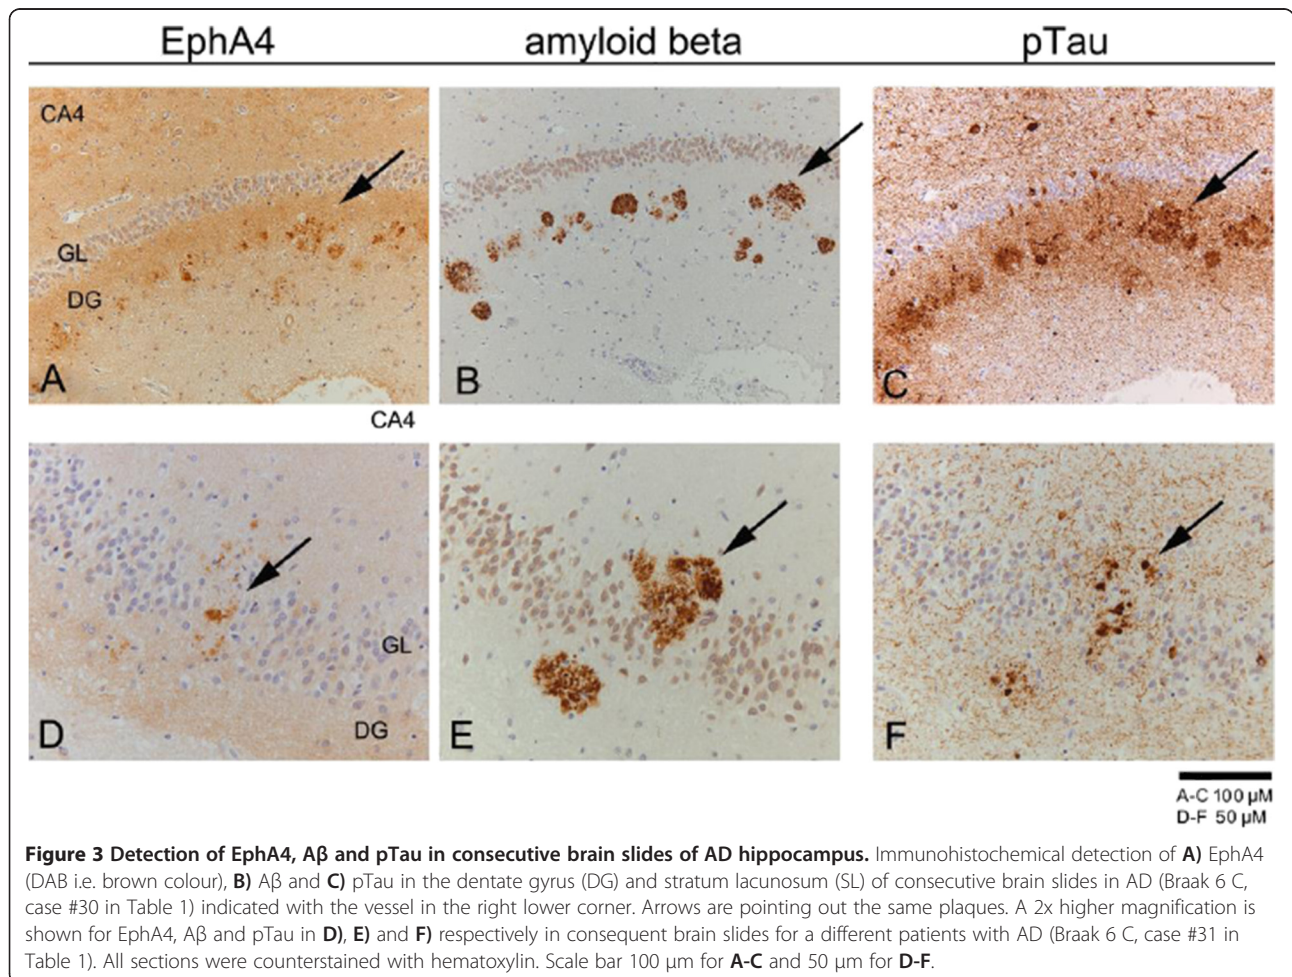 EphA4 amyloid beta pTau
CA4
GL
DG
A B C
CA4
GL
DG
D E F
A-C 100 µM
D-F 50 µM
Figure 3 Detection of EphA4, Aβ and pTau in consecutive brain slides of AD hippocampus. Immunohistochemical detection of A) EphA4
(DAB i.e. brown colour), B) Aβ and C) pTau in the dentate gyrus (DG) and stratum lacunosum (SL) of consecutive brain slides in AD (Braak 6 C,
case #30 in Table 1) indicated with the vessel in the right lower corner. Arrows are pointing out the same plaques. A 2x higher magnification is
shown for EphA4, Aβ and pTau in D), E) and F) respectively in consequent brain slides for a different patients with AD (Braak 6 C, case #31 in
Table 1). All sections were counterstained with hematoxylin. Scale bar 100 μm for A-C and 50 μm for D-F.